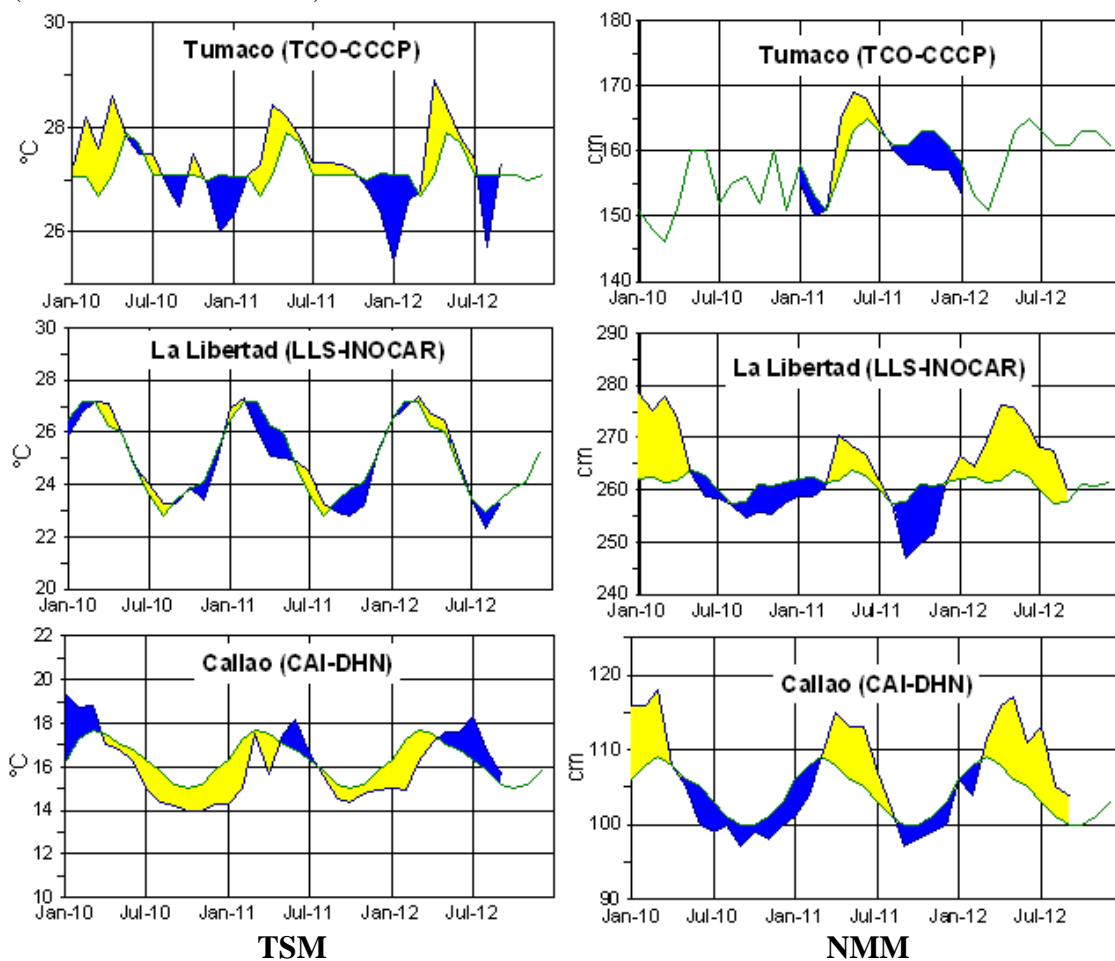 Tumaco (TCO-CCCP)
30
28
26
°C
Jan-10 Jul-10 Jan-11 Jul-11 Jan-12 Jul-12
Tumaco (TCO-CCCP)
180
170
160
150
140
cm
Jan-10 Jul-10 Jan-11 Jul-11 Jan-12 Jul-12
La Libertad (LLS-INOCAR)
30
28
26
24
22
20
°C
Jan-10 Jul-10 Jan-11 Jul-11 Jan-12 Jul-12
La Libertad (LLS-INOCAR)
290
280
270
260
250
240
cm
Jan-10 Jul-10 Jan-11 Jul-11 Jan-12 Jul-12
Callao (CAI-DHN)
22
20
18
16
14
12
10
°C
Jan-10 Jul-10 Jan-11 Jul-11 Jan-12 Jul-12
TSM
Callao (CAI-DHN)
120
110
100
90
cm
Jan-10 Jul-10 Jan-11 Jul-11 Jan-12 Jul-12
NMM